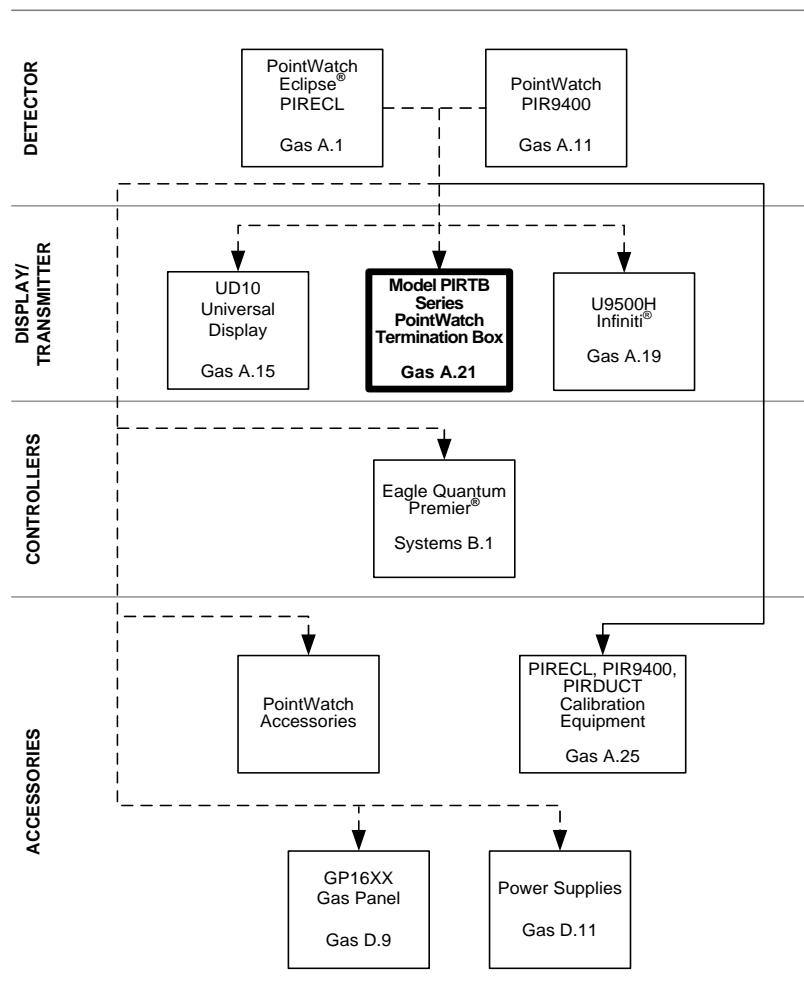 DETECTOR
PointWatch
Eclipse®
PIRECL
Gas A.1
PointWatch
PIR9400
Gas A.11
DISPLAY/
TRANSMITTER
UD10
Universal
Display
Gas A.15
Model PIRTB
Series
PointWatch
Termination Box
Gas A.21
U9500H
Infiniti®
Gas A.19
CONTROLLERS
Eagle Quantum
Premier®
Systems B.1
ACCESSORIES
PointWatch
Accessories
PIRECL, PIR9400,
PIRDUCT
Calibration
Equipment
Gas A.25
GP16XX
Gas Panel
Gas D.9
Power Supplies
Gas D.11